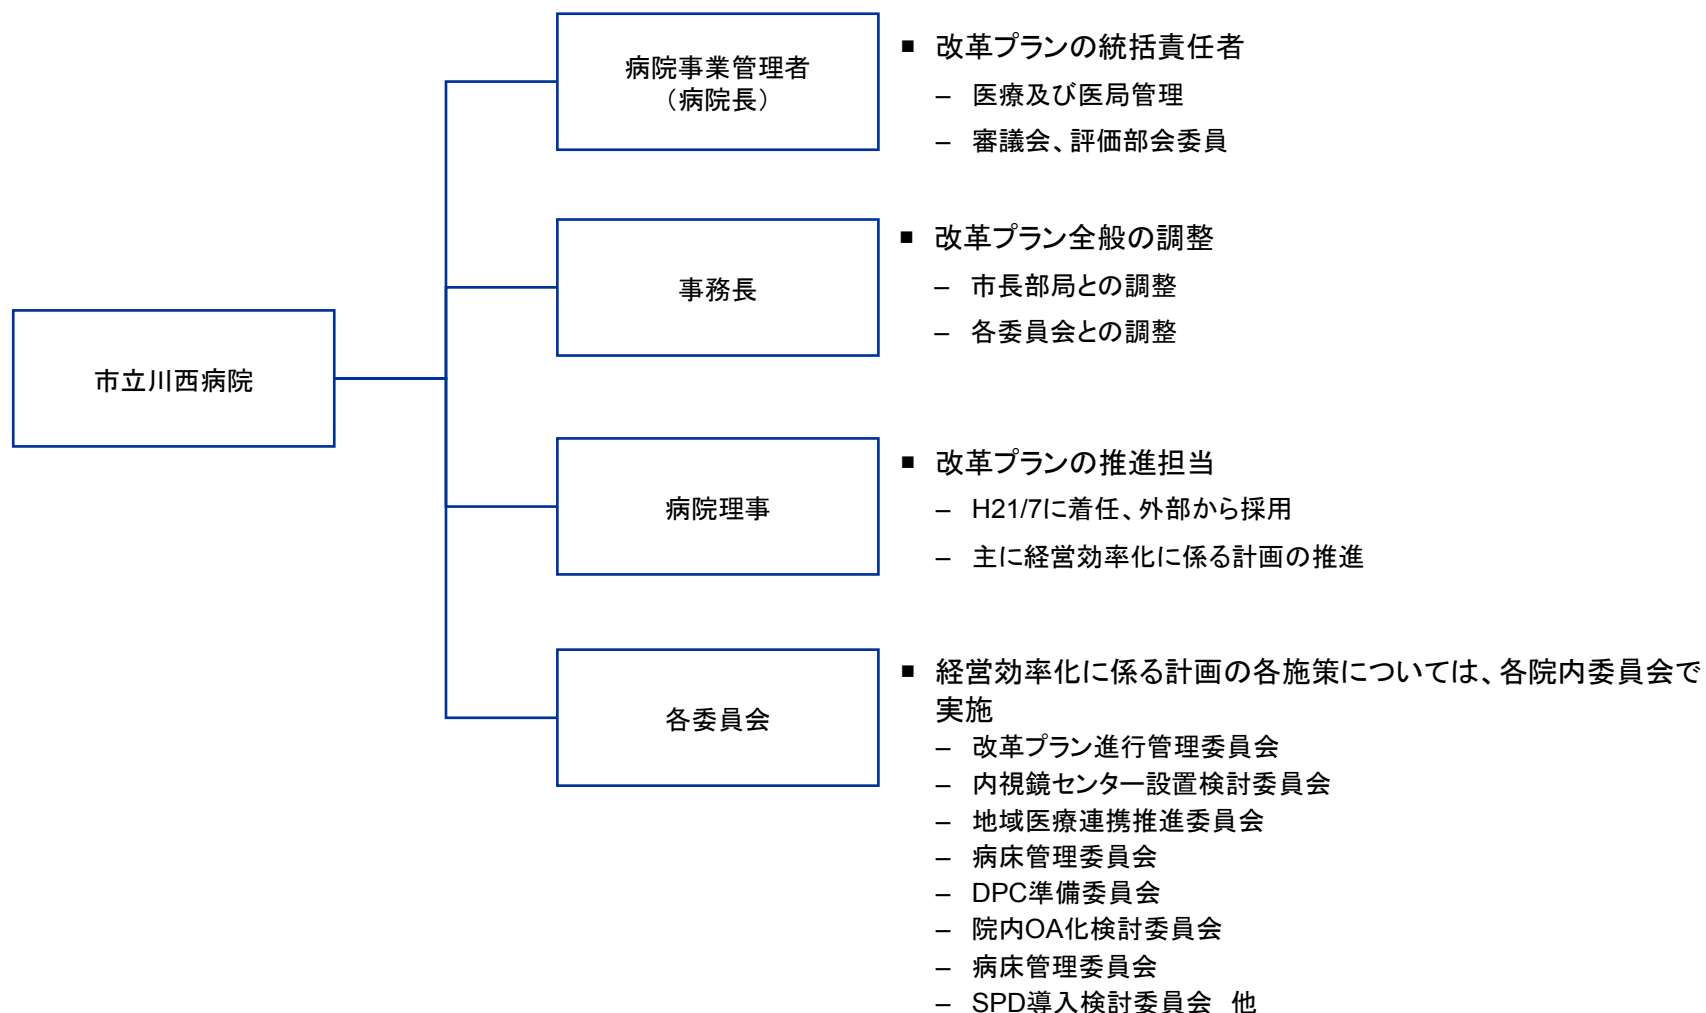 病院事業管理者
（病院長）
■ 改革プランの統括責任者
– 医療及び医局管理
– 審議会、評価部会委員
事務長
■ 改革プラン全般の調整
– 市長部局との調整
– 各委員会との調整
市立川西病院
病院理事
■ 改革プランの推進担当
– H21/7に着任、外部から採用
– 主に経営効率化に係る計画の推進
各委員会
■ 経営効率化に係る計画の各施策については、各院内委員会で
実施
– 改革プラン進行管理委員会
– 内視鏡センター設置検討委員会
– 地域医療連携推進委員会
– 病床管理委員会
– DPC準備委員会
– 院内OA化検討委員会
– 病床管理委員会
– SPD導入検討委員会　他